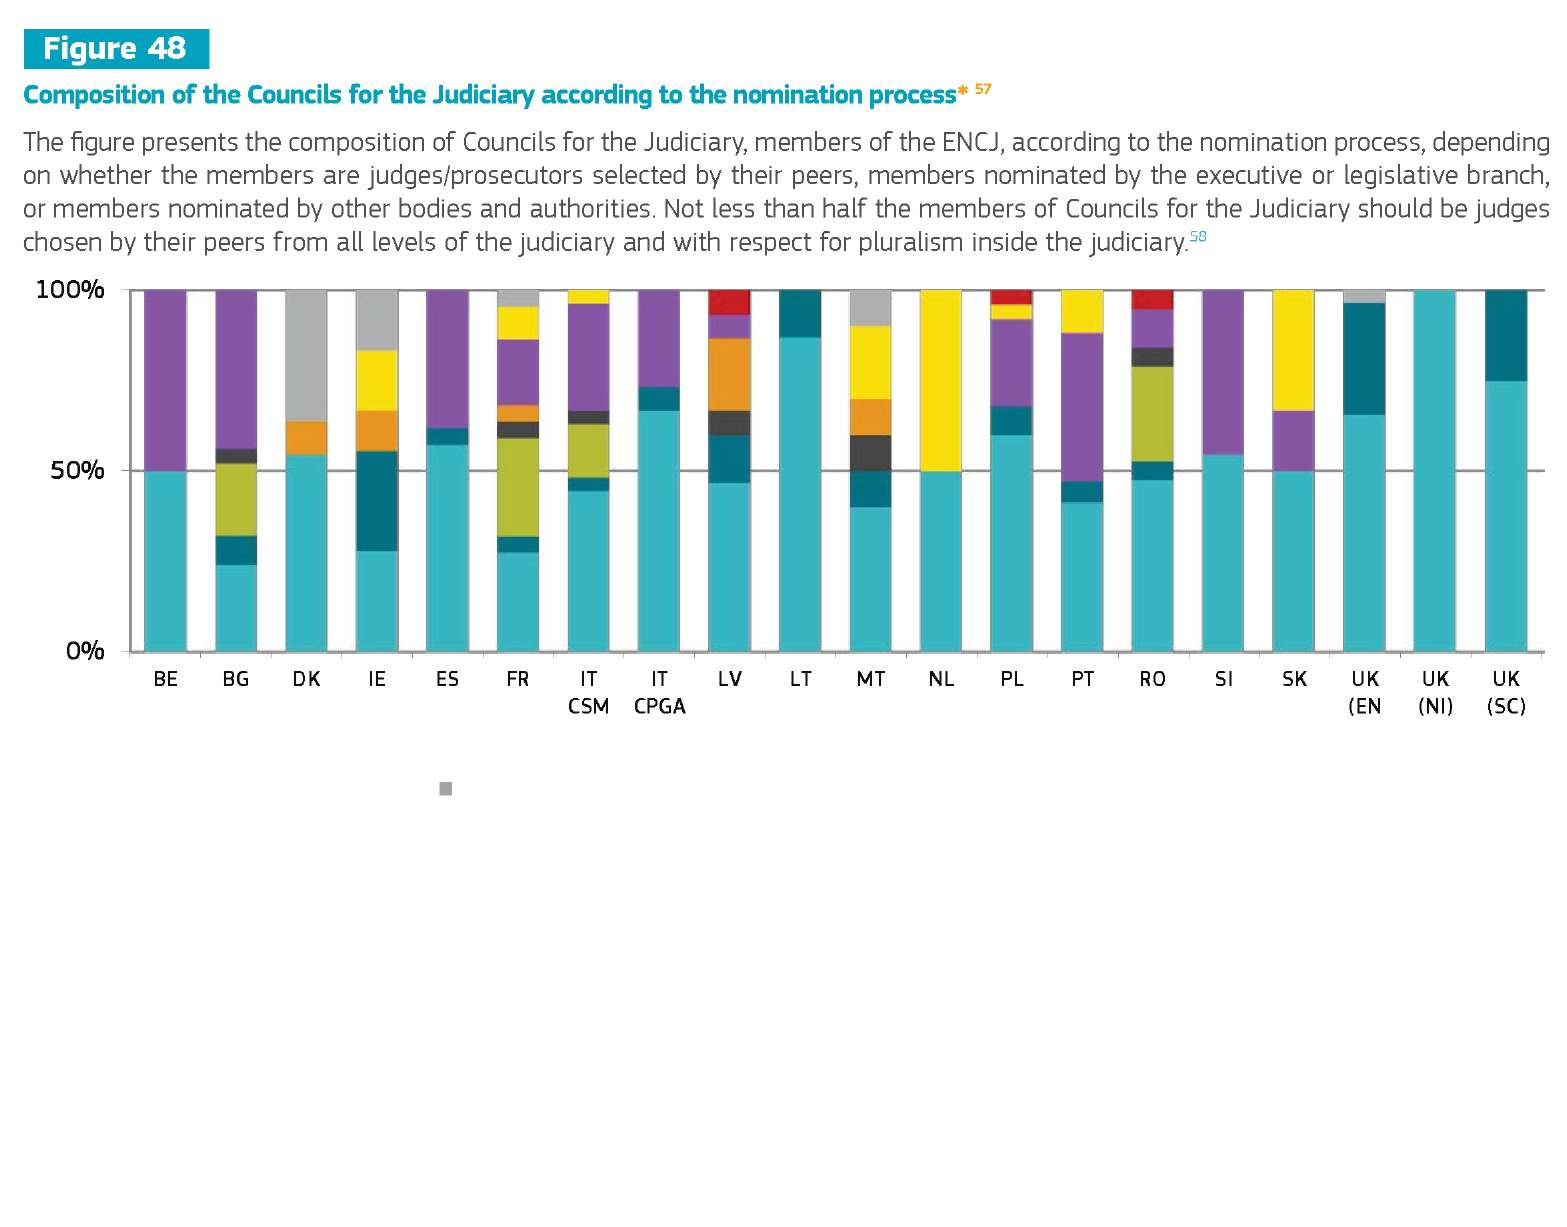 Figure 48
Composition of the Councils for the Judiciary according to the nomination process* 57
The figure presents the composition of Councils for the Judiciary, members of the ENCJ, according to the nomination process, depending
on whether the members are judges/prosecutors selected by their peers, members nominated by the executive or legislative branch,
or members nominated by other bodies and authorities. Not less than half the members of Councils for the Judiciary should be judges
chosen by their peers from all levels of the judiciary and with respect for pluralism inside the judiciary.58
100%
50%
0%
BE BG DK IE ES FR IT LV LT MT NL PL PT RO SI SK UK UK UK
CSM CPGA (EN (NI) (SC)